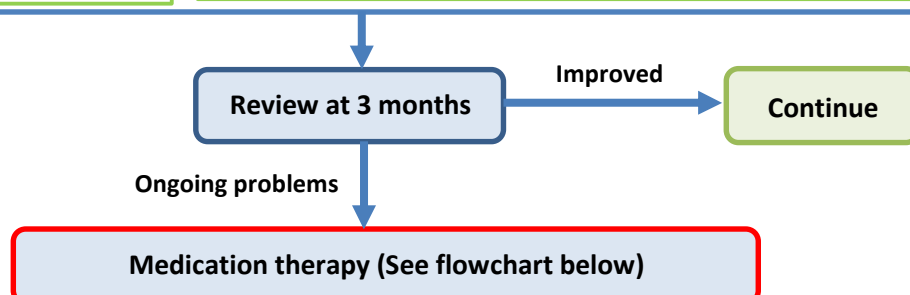 Improved
Review at 3 months
Continue
Ongoing problems
Medication therapy (See flowchart below)